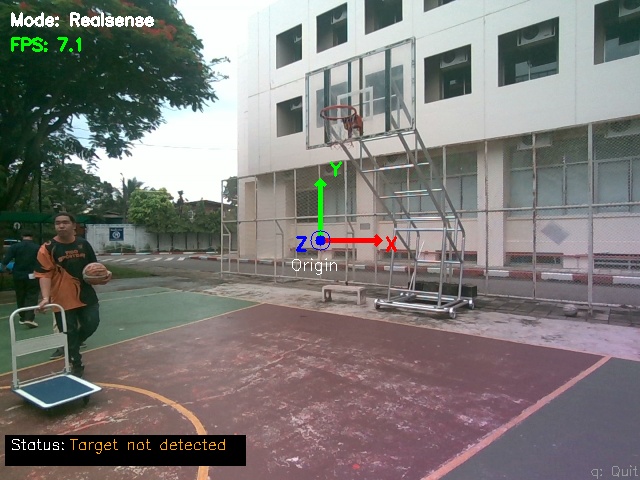 Mode: Realsense
FPS: 7.1
Y
Z
X
Origin
Status: Target not detected
q: Quit